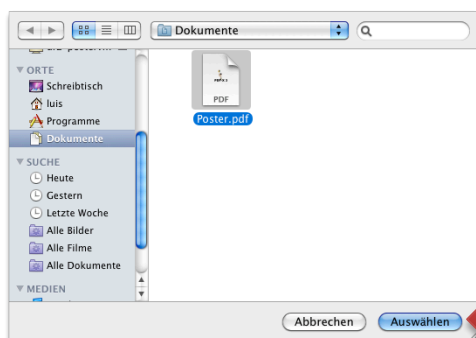 Dokumente
ORTE
Schreibtisch
luis
Programme
Dokumente
SUCHE
Heute
Gestern
Letzte Woche
Alle Bilder
Alle Filme
Alle Dokumente
MEDIEN
PDF
Poster.pdf
Abbrechen
Auswählen